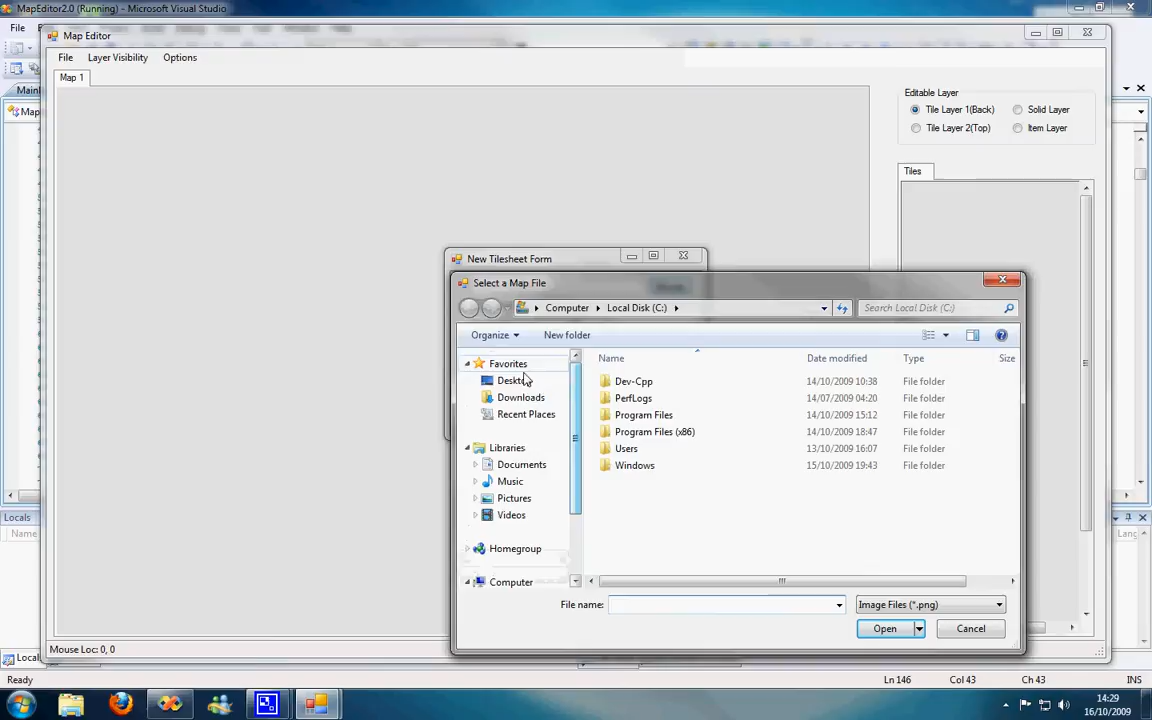 MapEditor2.0 (Running) - Microsoft Visual Studio
File
Map Editor
File Layer Visibility Options
Map 1
Editable Layer
Tile Layer 1(Back) Solid Layer
Tile Layer 2(Top) Item Layer
Tiles
New Tilesheet Form
Select a Map File
Computer Local Disk (C:) Search Local Disk (C:)
Organize New folder
Favorites
Downloads
Recent Places
Libraries
Documents
Music
Pictures
Videos
Homegroup
Computer
Name Date modified Type Size
Dev-Cpp 14/10/2009 10:38 File folder
PerfLogs 14/07/2009 04:20 File folder
Program Files 14/10/2009 15:12 File folder
Program Files (x86) 14/10/2009 18:47 File folder
Users 13/10/2009 16:07 File folder
Windows 15/10/2009 19:43 File folder
File name: Image Files (*.png)
Open Cancel
Mouse Loc: 0, 0
Locals
Name
Ready Ln 146 Col 43 Ch 43 INS
14:29
16/10/2009